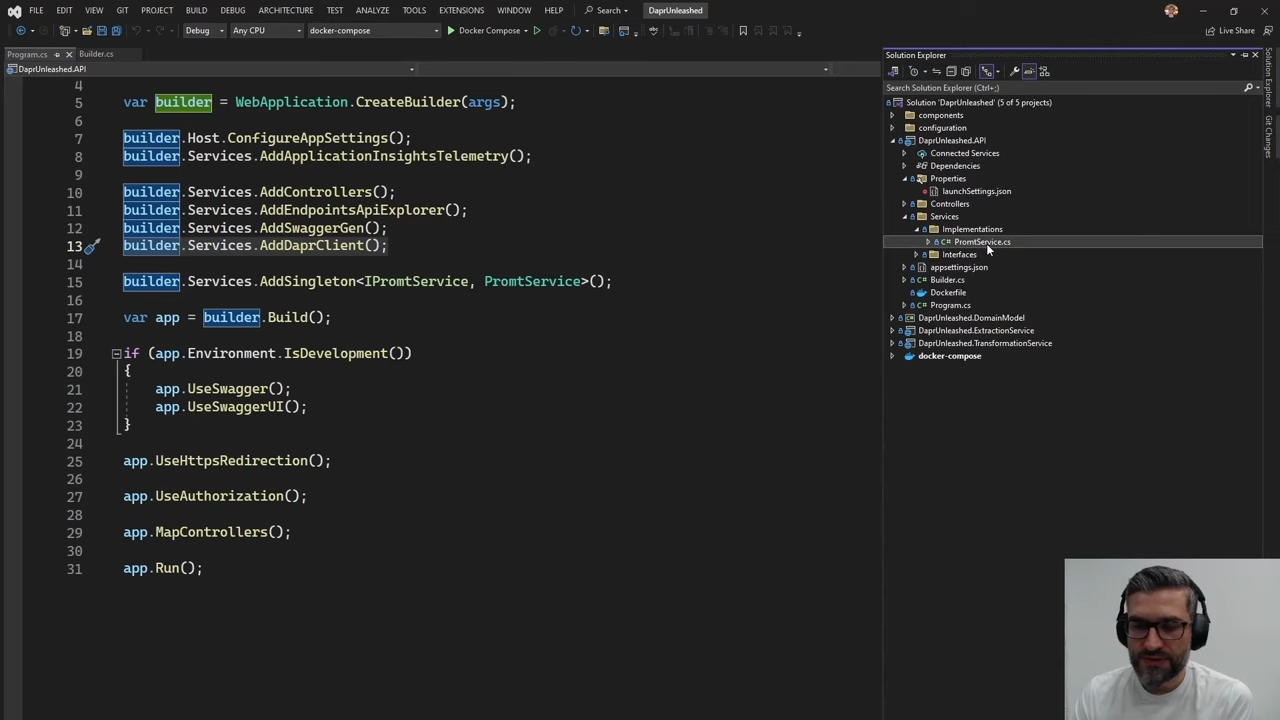 FILE EDIT VIEW GIT PROJECT BUILD DEBUG TEST ANALYZE TOOLS EXTENSIONS WINDOW HELP Search DaprUnleashed
Debug Any CPU docker-compose Docker Compose Live Share
Program.cs Builder.cs
DaprUnleashed.API
4
5 var builder = WebApplication.CreateBuilder(args);
6
7 builder.Host.ConfigureAppSettings();
8 builder.Services.AddApplicationInsightsTelemetry();
9
10 builder.Services.AddControllers();
11 builder.Services.AddEndpointsApiExplorer();
12 builder.Services.AddSwaggerGen();
13 builder.Services.AddDaprClient();
14
15 builder.Services.AddSingleton<IPromtService, PromtService>();
16
17 var app = builder.Build();
18
19 if (app.Environment.IsDevelopment())
20 {
21 app.UseSwagger();
22 app.UseSwaggerUI();
23 }
24
25 app.UseHttpsRedirection();
26
27 app.UseAuthorization();
28
29 app.MapControllers();
30
31 app.Run();
Solution Explorer
Search Solution Explorer (Ctrl+;)
Solution 'DaprUnleashed' (5 of 5 projects)
components
configuration
DaprUnleashed.API
Connected Services
Dependencies
Properties
launchSettings.json
Controllers
Services
Implementations
PromtService.cs
Interfaces
appsettings.json
Builder.cs
Dockerfile
Program.cs
DaprUnleashed.DomainModel
DaprUnleashed.ExtractionService
DaprUnleashed.TransformationService
docker-compose
Solution Explorer
Git Changes